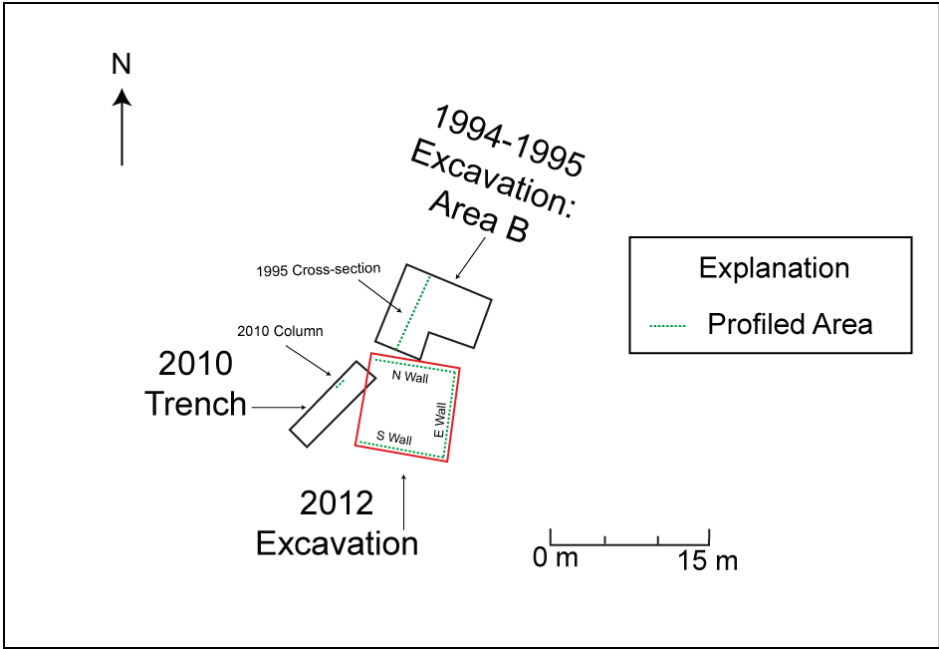 N
1994-1995
Excavation:
Area B
1995 Cross-section
2010 Column
2010
Trench
N Wall
E Wall
S Wall
2012
Excavation
Explanation
Profiled Area
0 m
15 m